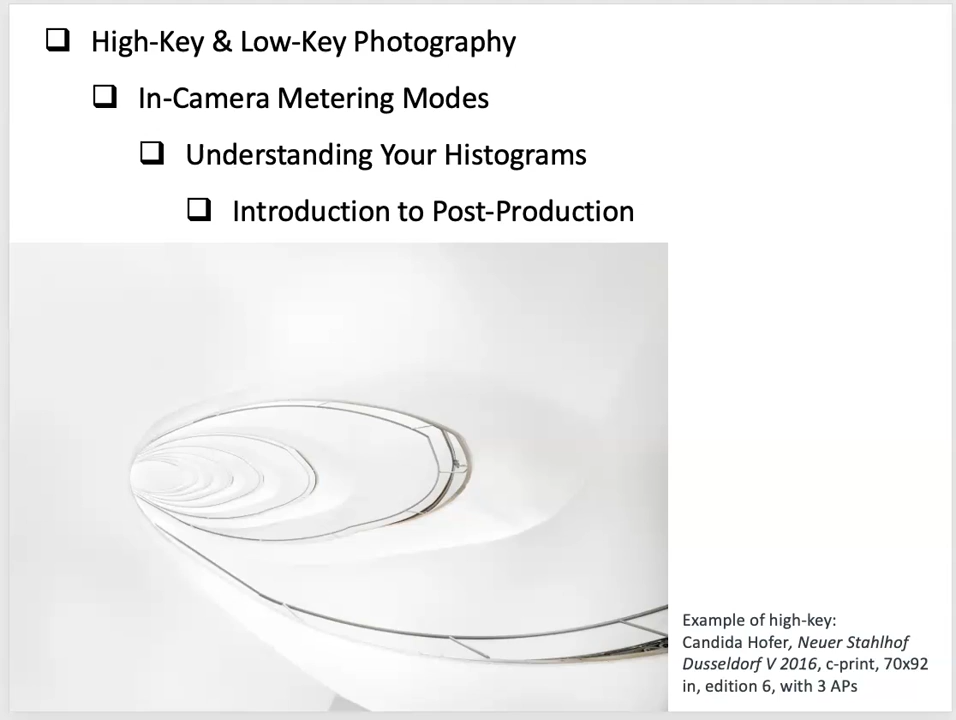 High-Key & Low-Key Photography
In-Camera Metering Modes
Understanding Your Histograms
Introduction to Post-Production
Example of high-key:
Candida Hofer, Neuer Stahlhof
Dusseldorf V 2016, c-print, 70x92
in, edition 6, with 3 APs